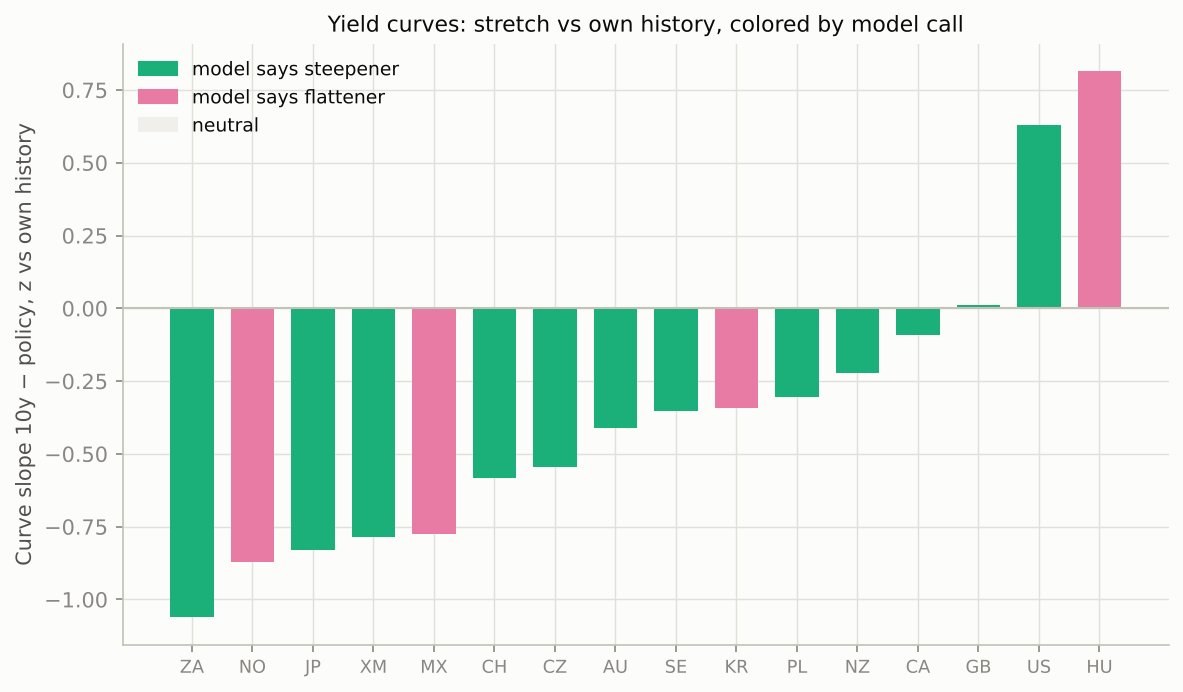 Yield curves: stretch vs own history, colored by model call
model says steepener
model says flattener
neutral
Curve slope 10y − policy, z vs own history
0.75
0.50
0.25
0.00
−0.25
−0.50
−0.75
−1.00
ZA NO JP XM MX CH CZ AU SE KR PL NZ CA GB US HU